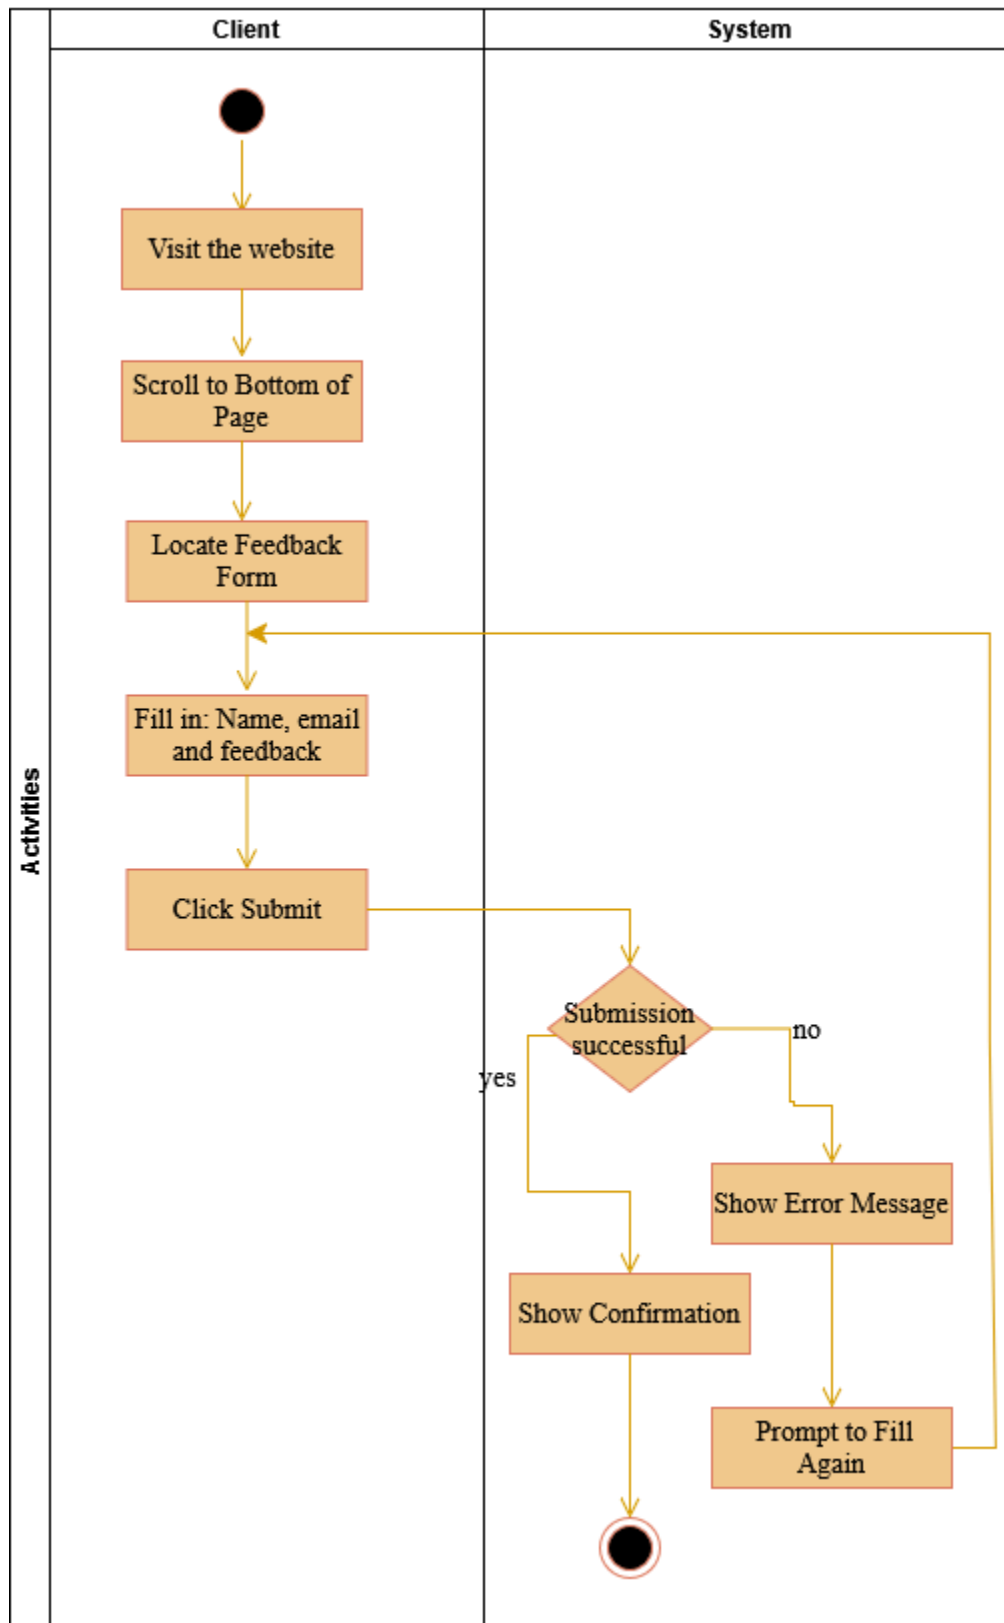 Client
System
Activities
Visit the website
Scroll to Bottom of
Page
Locate Feedback
Form
Fill in: Name, email
and feedback
Click Submit
Submission
successful
no
yes
Show Error Message
Show Confirmation
Prompt to Fill
Again